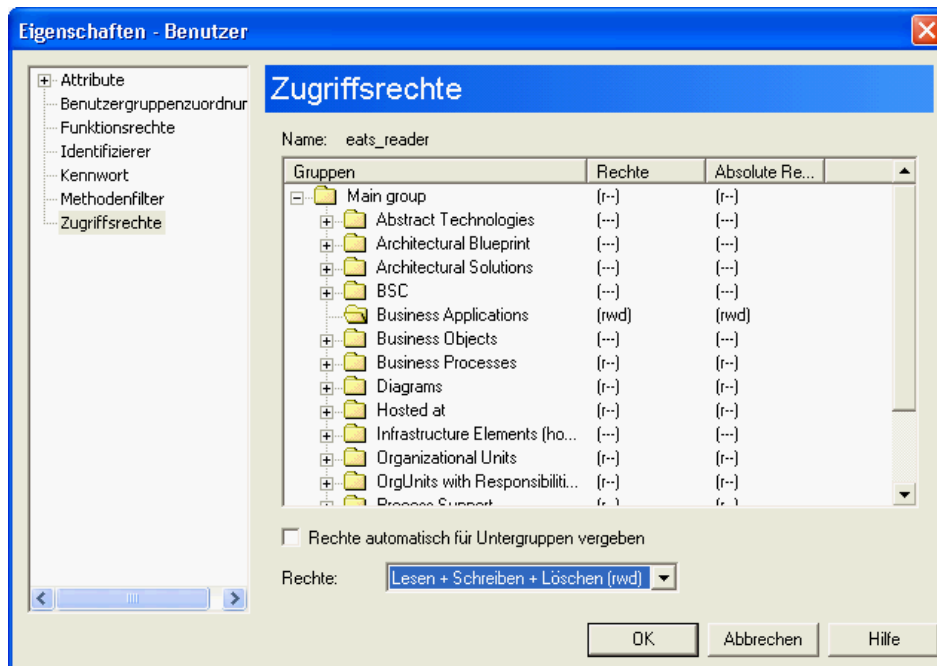 Eigenschaften - Benutzer
Attribute
Benutzergruppenzuordnur
Funktionsrechte
Identifizierer
Kennwort
Methodenfilter
Zugriffsrechte
Zugriffsrechte
Name: eats_reader
Gruppen Rechte Absolute Re...
Main group (r--) (r--)
Abstract Technologies (---) (---)
Architectural Blueprint (---) (---)
Architectural Solutions (---) (---)
BSC (---) (---)
Business Applications (rwd) (rwd)
Business Objects (---) (---)
Business Processes (r--) (r--)
Diagrams (r--) (r--)
Hosted at (r--) (r--)
Infrastructure Elements (ho... (---) (---)
Organizational Units (r--) (r--)
OrgUnits with Responsibiliti... (r--) (r--)
Process Support (r--) (r--)
Rechte automatisch für Untergruppen vergeben
Rechte: Lesen + Schreiben + Löschen (rwd)
OK Abbrechen Hilfe